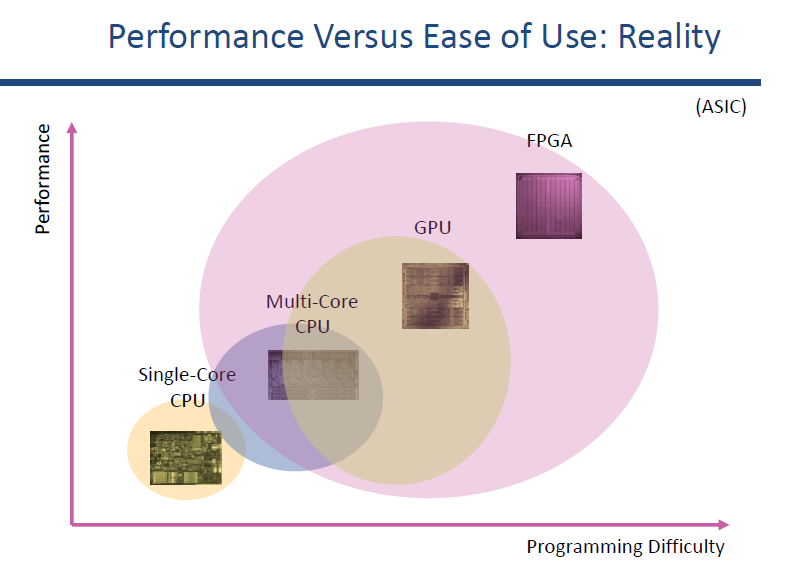 Performance Versus Ease of Use: Reality
(ASIC)
Performance
FPGA
GPU
Multi-Core
CPU
Single-Core
CPU
Programming Difficulty